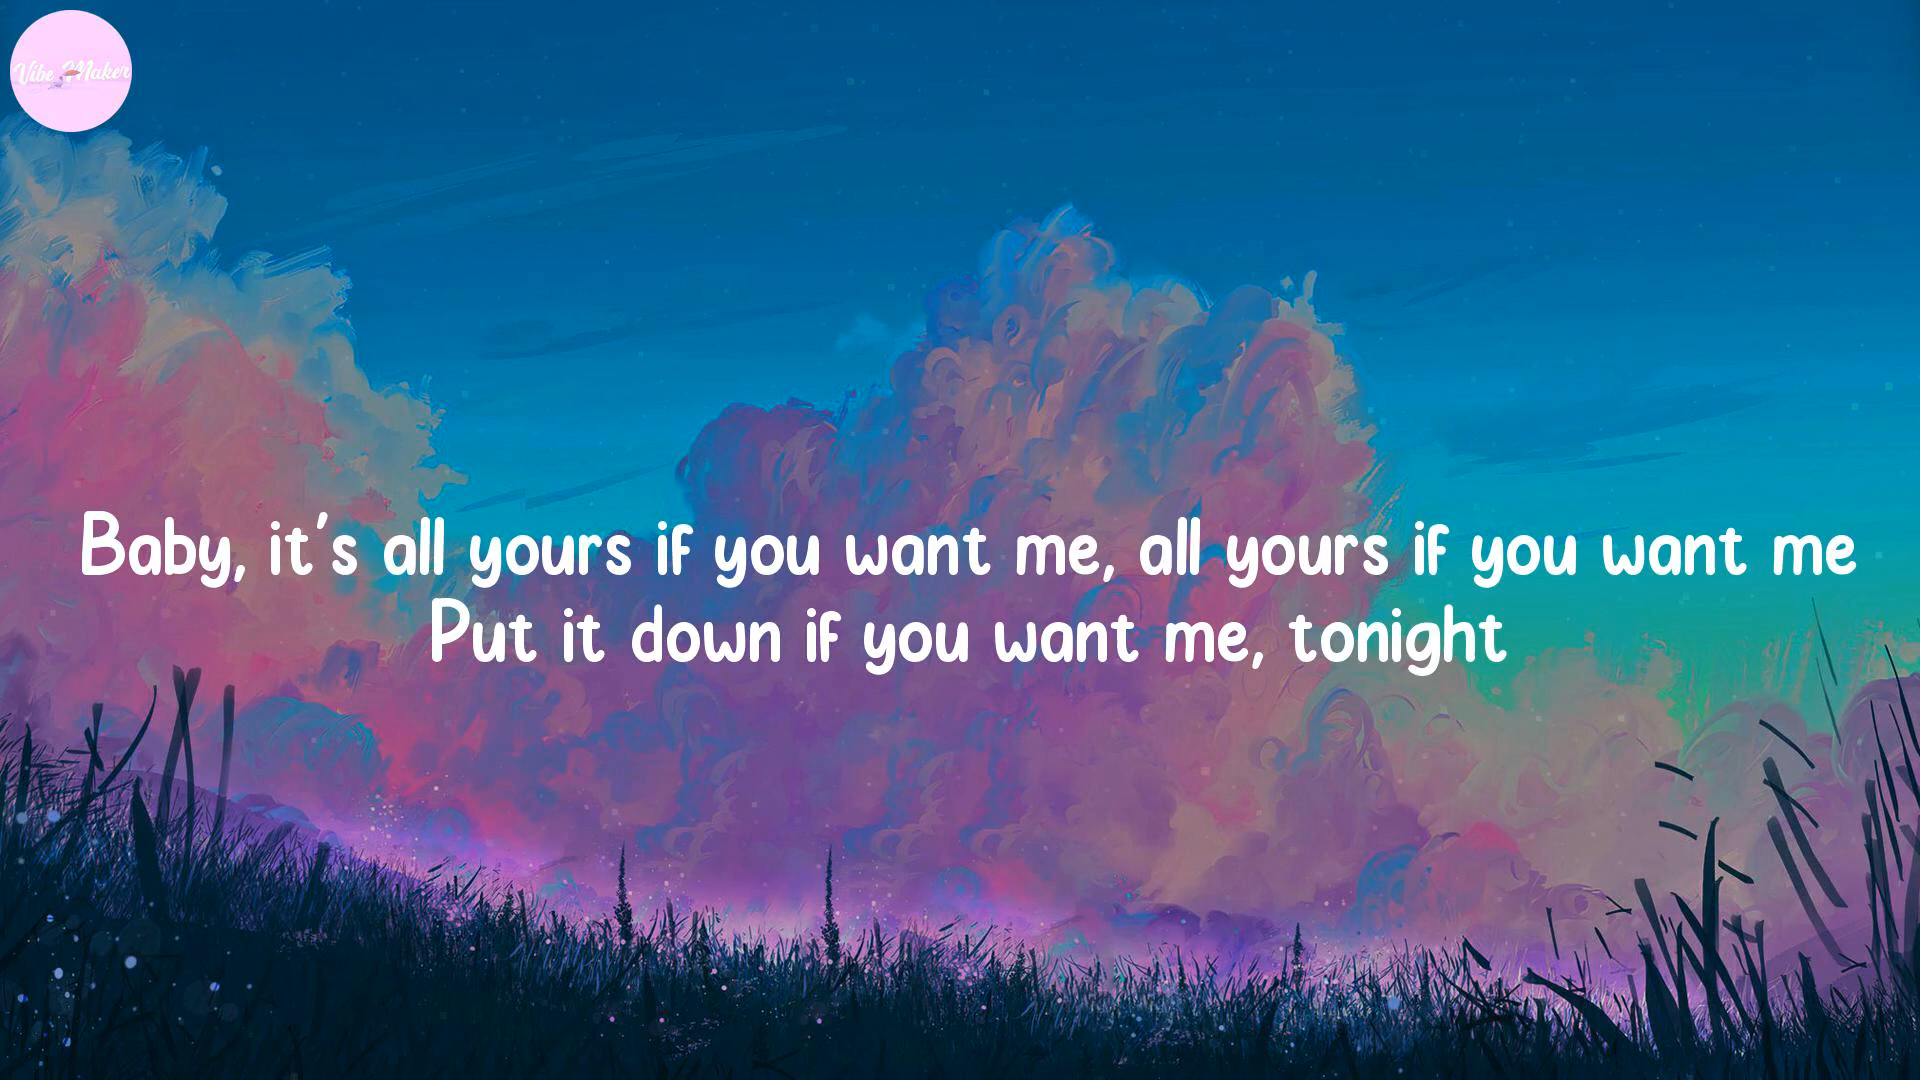 Vibe Maker
Baby, it's all yours if you want me, all yours if you want me
Put it down if you want me, tonight